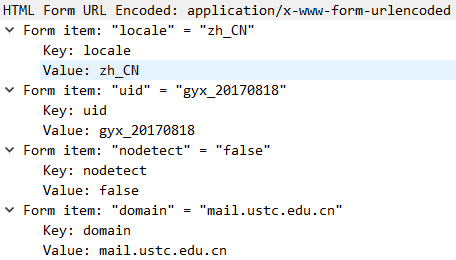 HTML Form URL Encoded: application/x-www-form-urlencoded
Form item: "locale" = "zh_CN"
Key: locale
Value: zh_CN
Form item: "uid" = "gyx_20170818"
Key: uid
Value: gyx_20170818
Form item: "nodetect" = "false"
Key: nodetect
Value: false
Form item: "domain" = "mail.ustc.edu.cn"
Key: domain
Value: mail.ustc.edu.cn